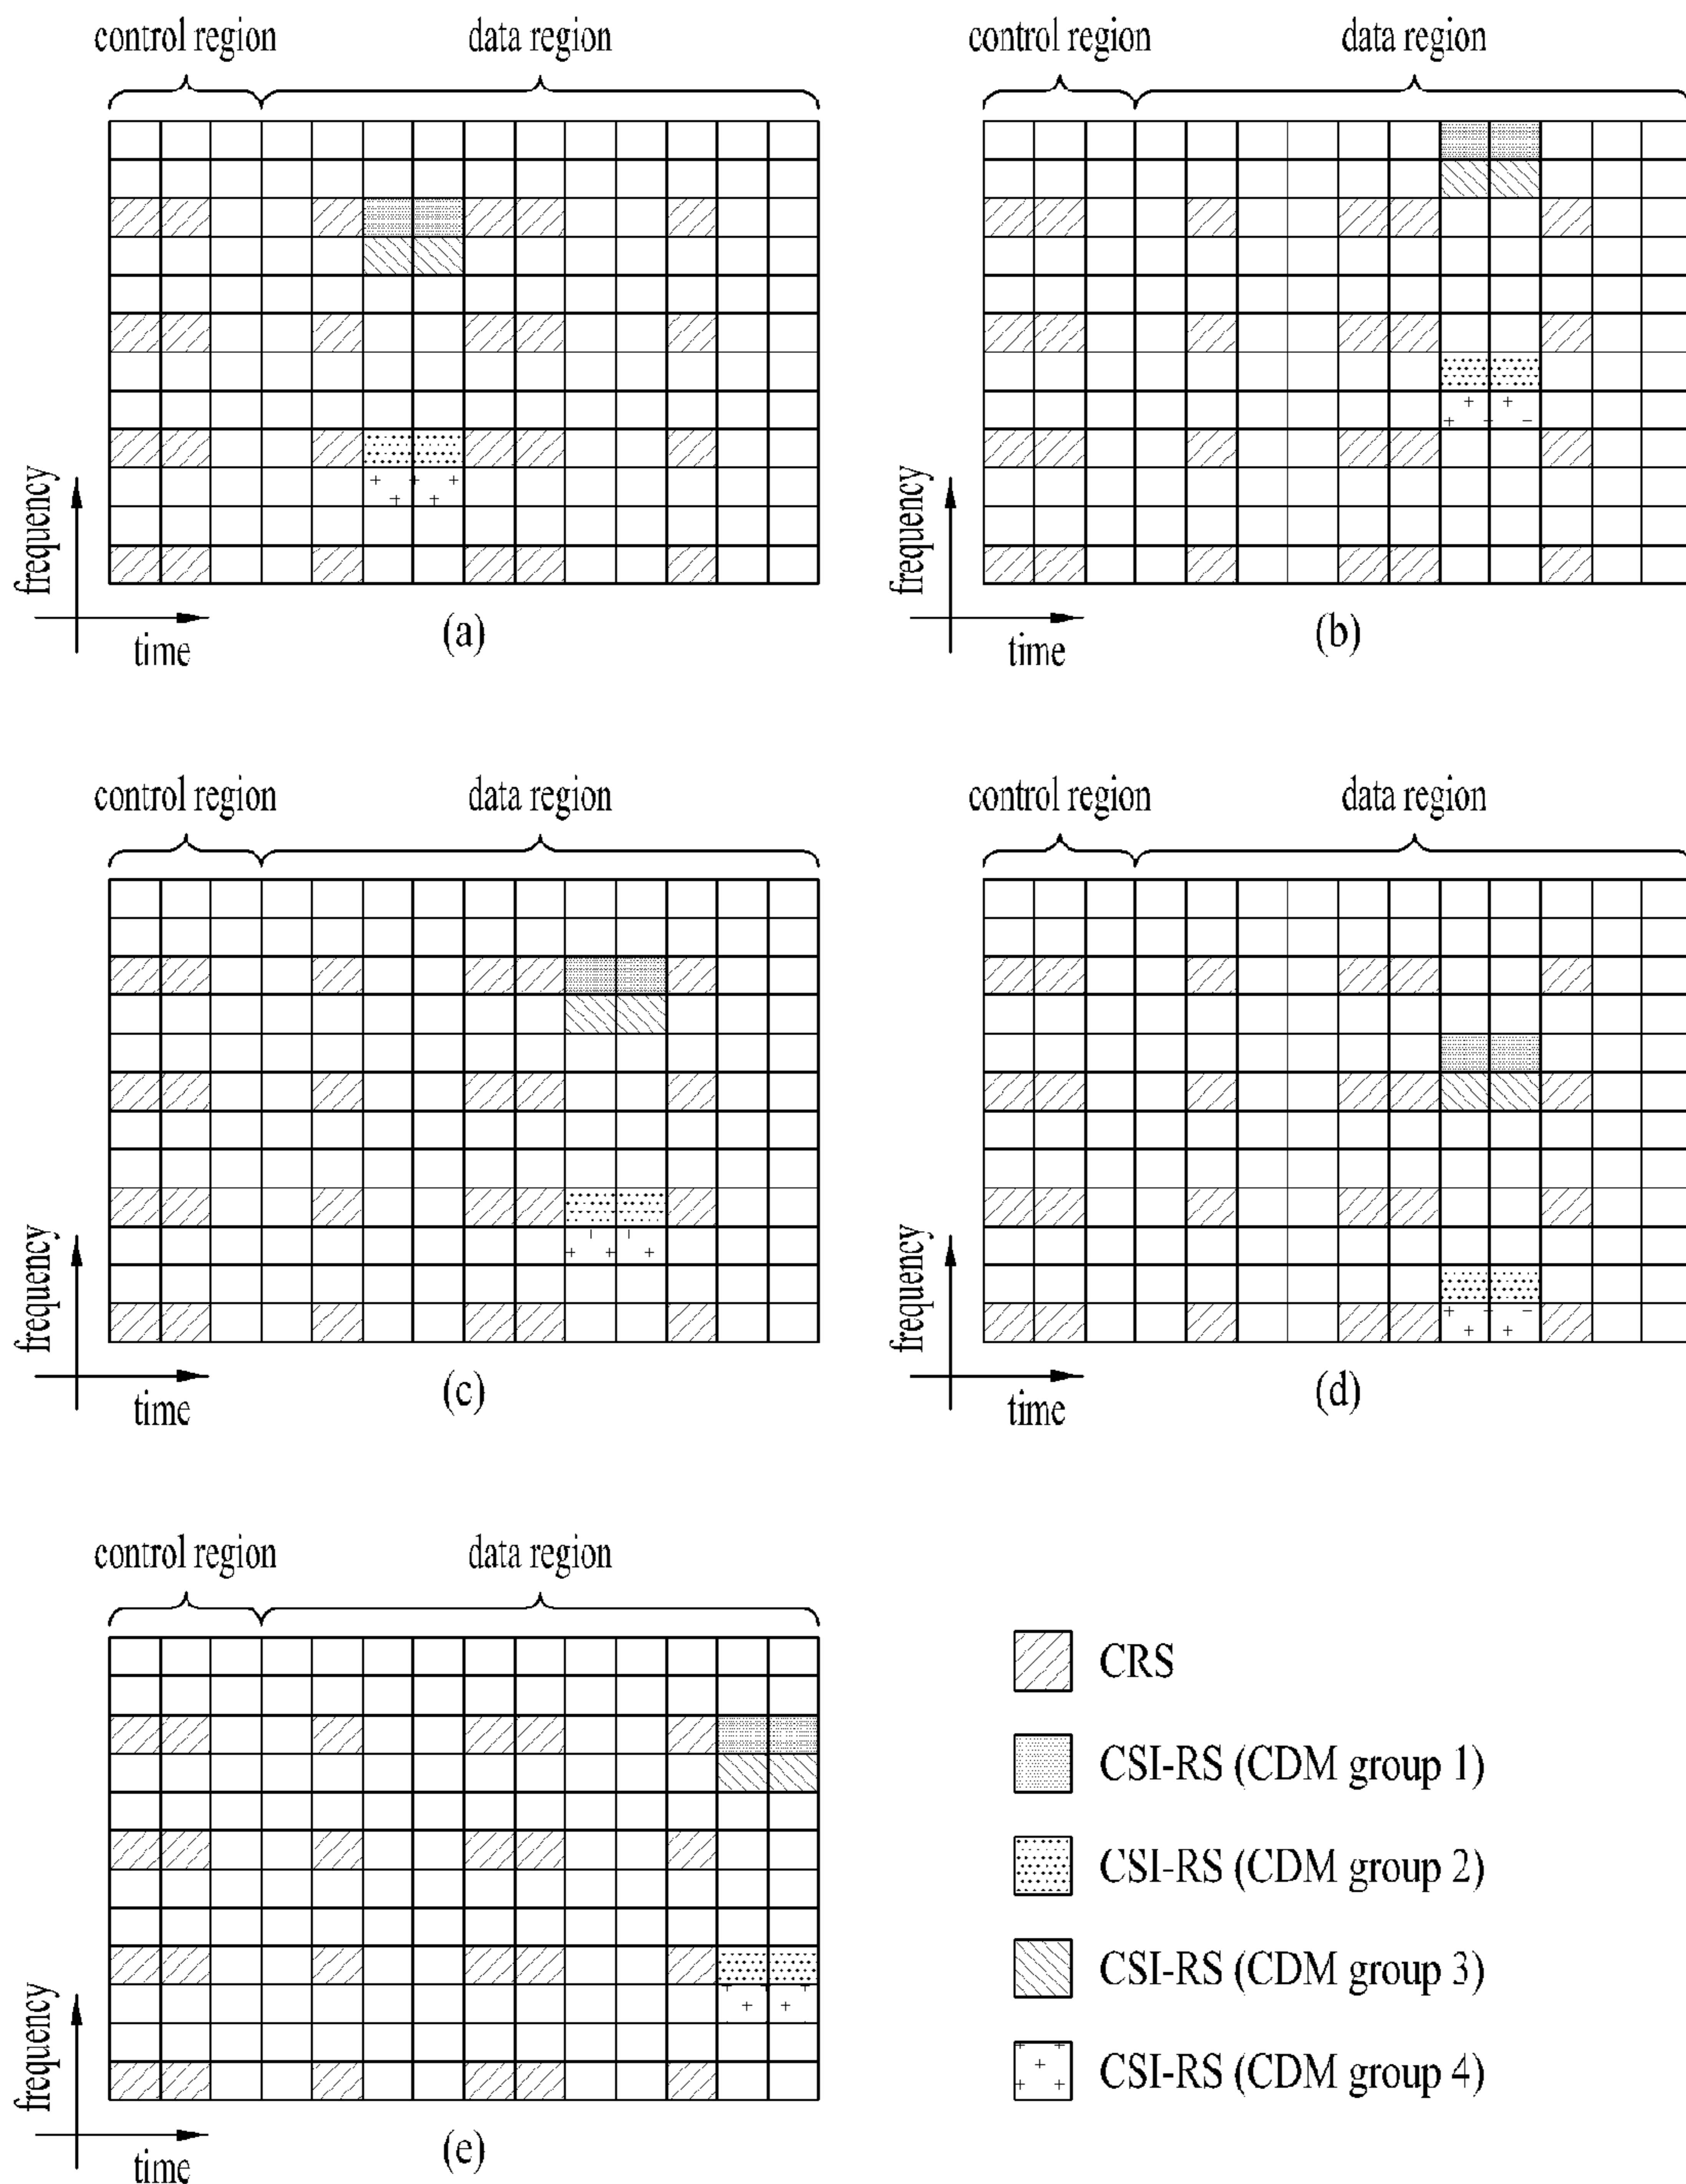 control region data region
control region data region
frequency
time
(a)
frequency
time
(b)
control region data region
control region data region
frequency
time
(c)
frequency
time
(d)
control region data region
frequency
time
(e)
CRS
CSI-RS (CDM group 1)
CSI-RS (CDM group 2)
CSI-RS (CDM group 3)
CSI-RS (CDM group 4)